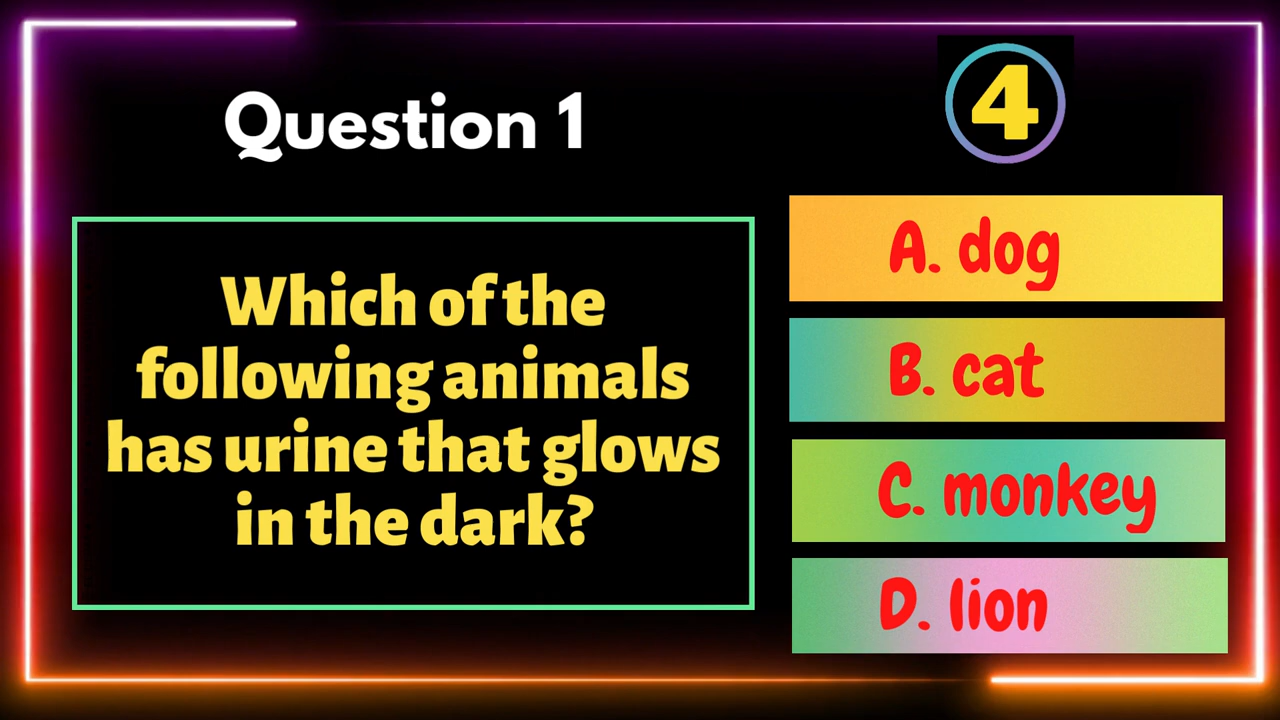 Question 1
4
Which of the
following animals
has urine that glows
in the dark?
A. dog
B. cat
C. monkey
D. lion